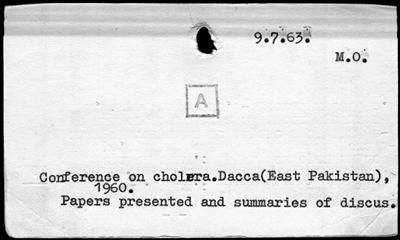 9.7.63.
M.O.
A
Conference on cholera.Dacca(East Pakistan),
1960.
Papers presented and summaries of discus.